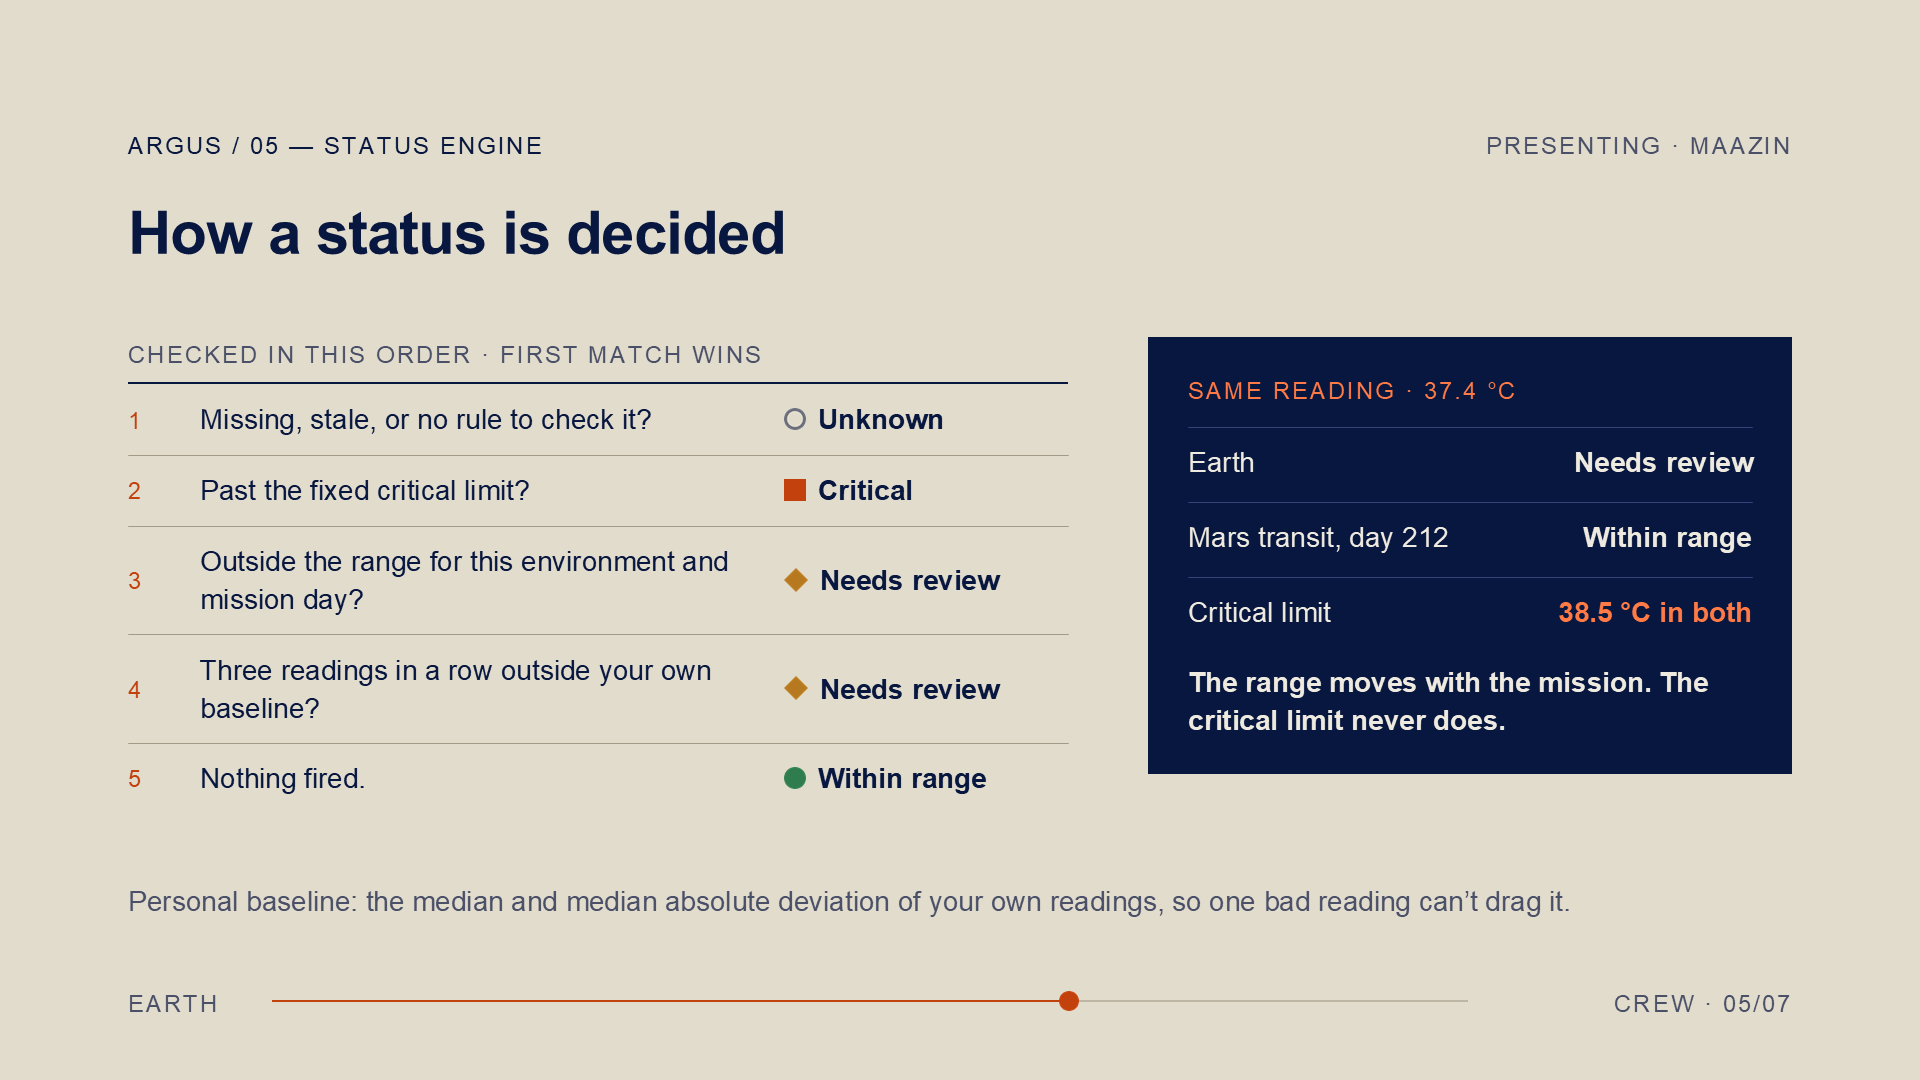 ARGUS / 05 — STATUS ENGINE
PRESENTING · MAAZIN
How a status is decided
CHECKED IN THIS ORDER · FIRST MATCH WINS
1 Missing, stale, or no rule to check it? Unknown
2 Past the fixed critical limit? Critical
3 Outside the range for this environment and
mission day? Needs review
4 Three readings in a row outside your own
baseline? Needs review
5 Nothing fired. Within range
SAME READING · 37.4 °C
Earth Needs review
Mars transit, day 212 Within range
Critical limit 38.5 °C in both
The range moves with the mission. The
critical limit never does.
Personal baseline: the median and median absolute deviation of your own readings, so one bad reading can’t drag it.
EARTH
CREW · 05/07